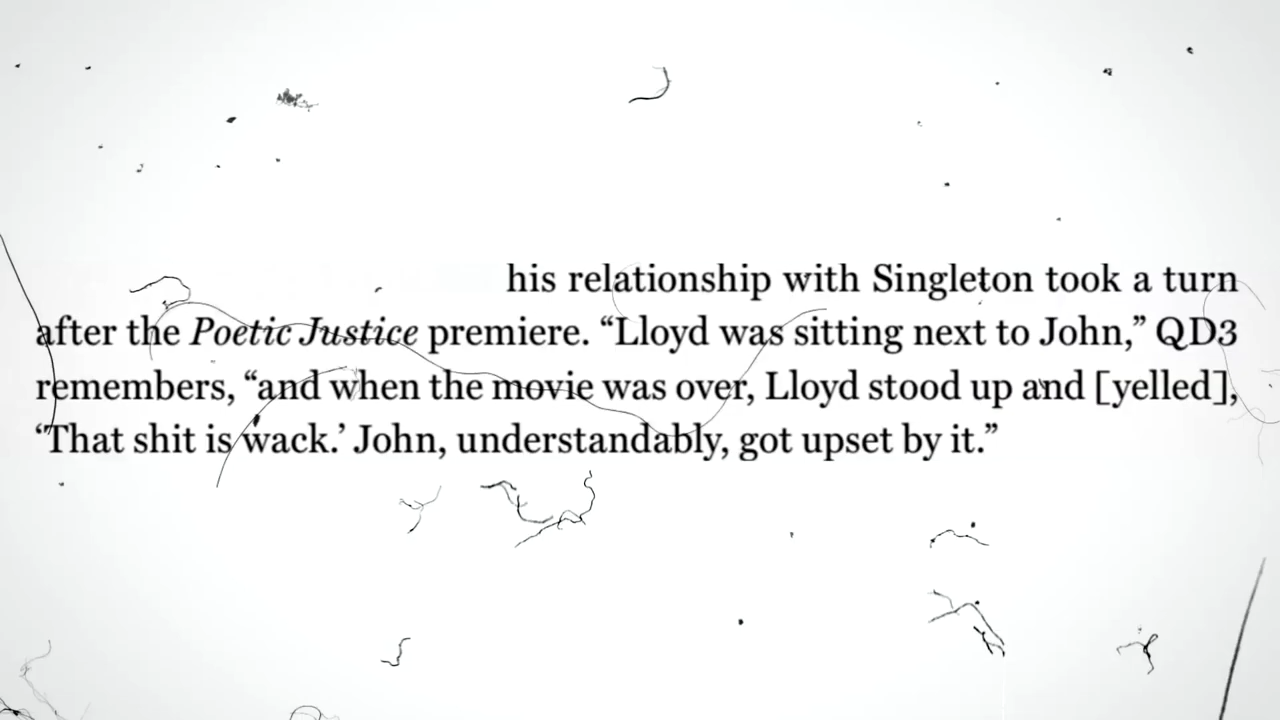 his relationship with Singleton took a turn
after the Poetic Justice premiere. “Lloyd was sitting next to John,” QD3
remembers, “and when the movie was over, Lloyd stood up and [yelled],
‘That shit is wack.’ John, understandably, got upset by it.”